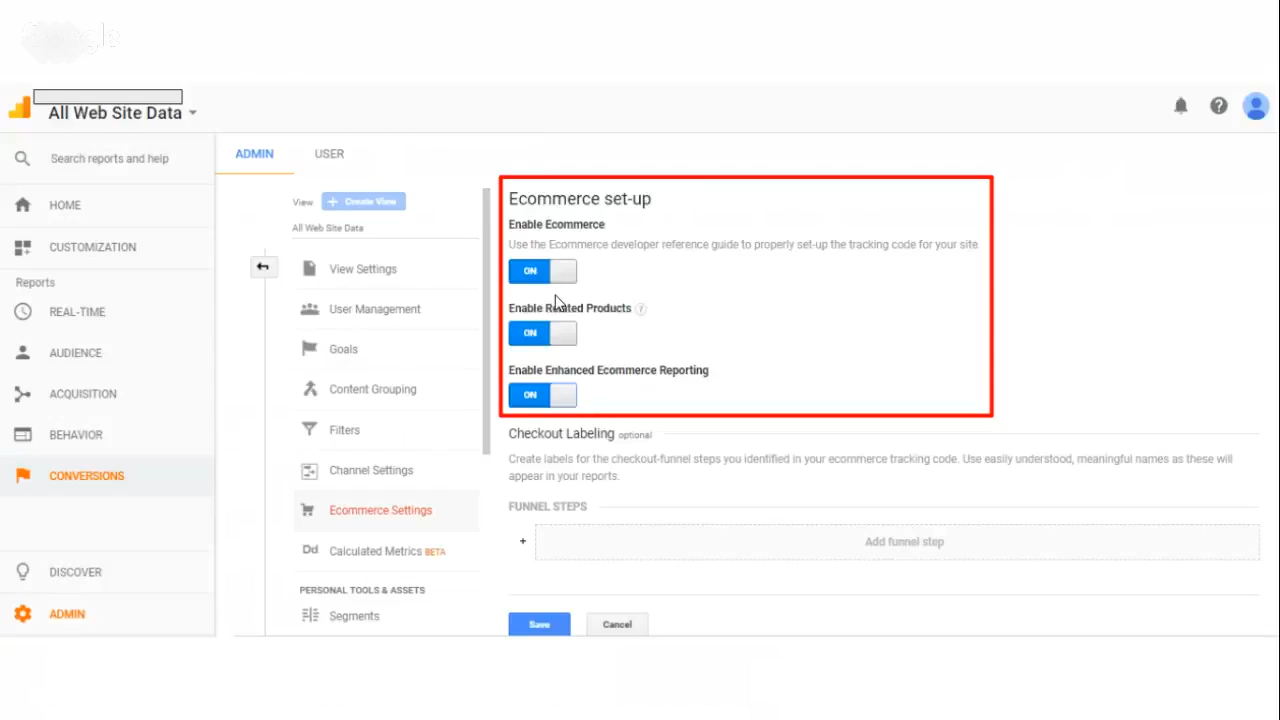 All Web Site Data
Search reports and help
ADMIN
USER
HOME
CUSTOMIZATION
Reports
REAL-TIME
AUDIENCE
ACQUISITION
BEHAVIOR
CONVERSIONS
DISCOVER
ADMIN
View
+ Create View
All Web Site Data
View Settings
User Management
Goals
Content Grouping
Filters
Channel Settings
Ecommerce Settings
Dd Calculated Metrics BETA
PERSONAL TOOLS & ASSETS
Segments
Ecommerce set-up
Enable Ecommerce
Use the Ecommerce developer reference guide to properly set-up the tracking code for your site
ON
Enable Related Products ?
ON
Enable Enhanced Ecommerce Reporting
ON
Checkout Labeling optional
Create labels for the checkout-funnel steps you identified in your ecommerce tracking code. Use easily understood, meaningful names as these will
appear in your reports.
FUNNEL STEPS
+ Add funnel step
Save
Cancel